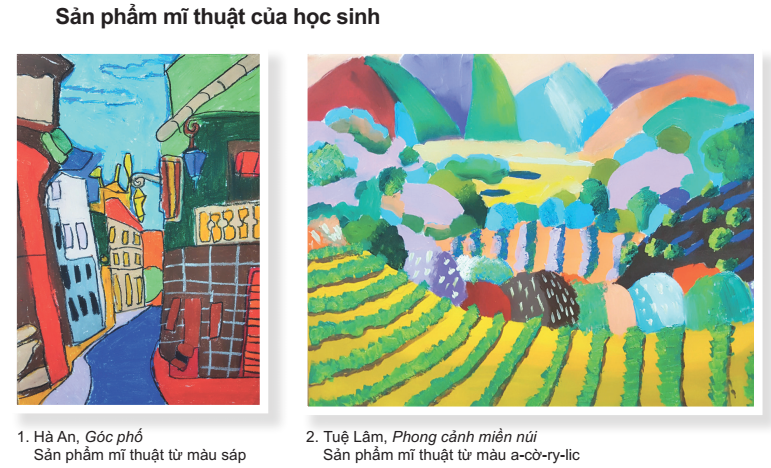 Sản phẩm mĩ thuật của học sinh
1. Hà An, Góc phố
Sản phẩm mĩ thuật từ màu sáp
2. Tuệ Lâm, Phong cảnh miền núi
Sản phẩm mĩ thuật từ màu a-cờ-ry-lic